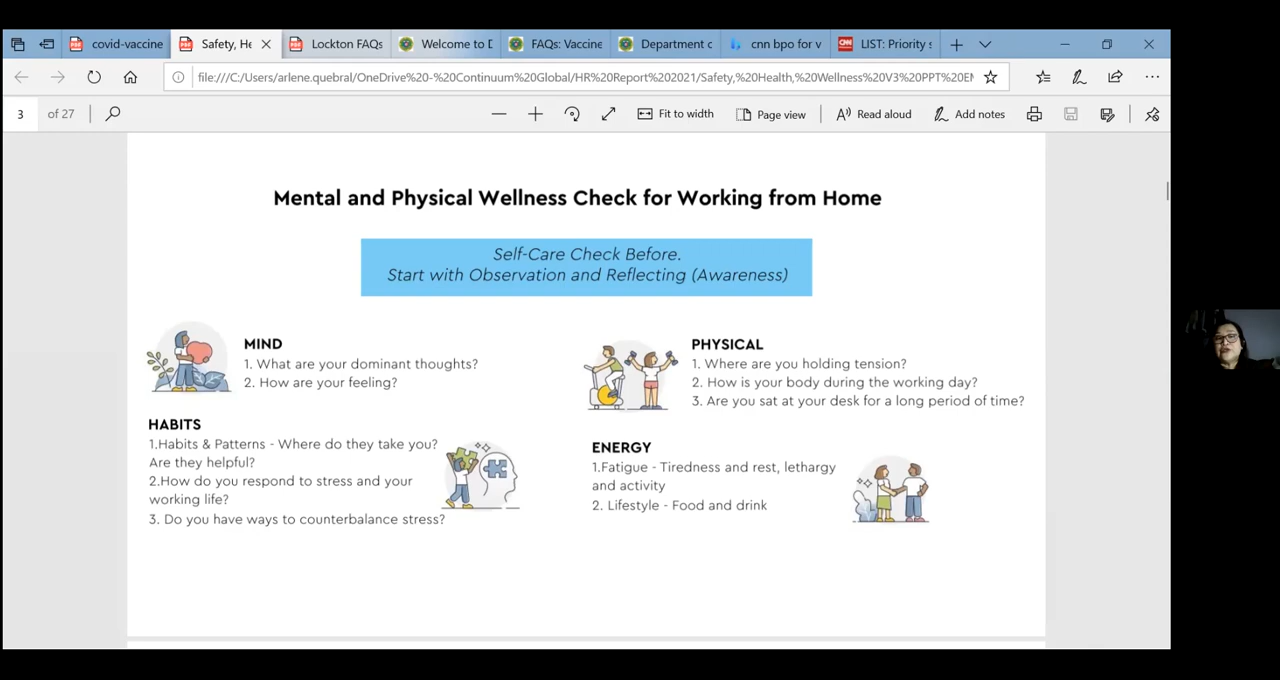 covid-vaccine
Safety, He
Lockton FAQs
Welcome to D
FAQs: Vaccine
Department o
cnn bpo for v
CNN
LIST: Priority s
file:///C:/Users/arlene.quebral/OneDrive%20-%20Continuum%20Global/HR%20Report%202021/Safety,%20Health,%20Wellness%20V3%20PPT%20EN
3 of 27
Fit to width
Page view
Read aloud
Add notes
Mental and Physical Wellness Check for Working from Home
Self-Care Check Before.
Start with Observation and Reflecting (Awareness)
MIND
1. What are your dominant thoughts?
2. How are your feeling?
HABITS
1.Habits & Patterns - Where do they take you?
Are they helpful?
2.How do you respond to stress and your
working life?
3. Do you have ways to counterbalance stress?
PHYSICAL
1. Where are you holding tension?
2. How is your body during the working day?
3. Are you sat at your desk for a long period of time?
ENERGY
1.Fatigue - Tiredness and rest, lethargy
and activity
2. Lifestyle - Food and drink